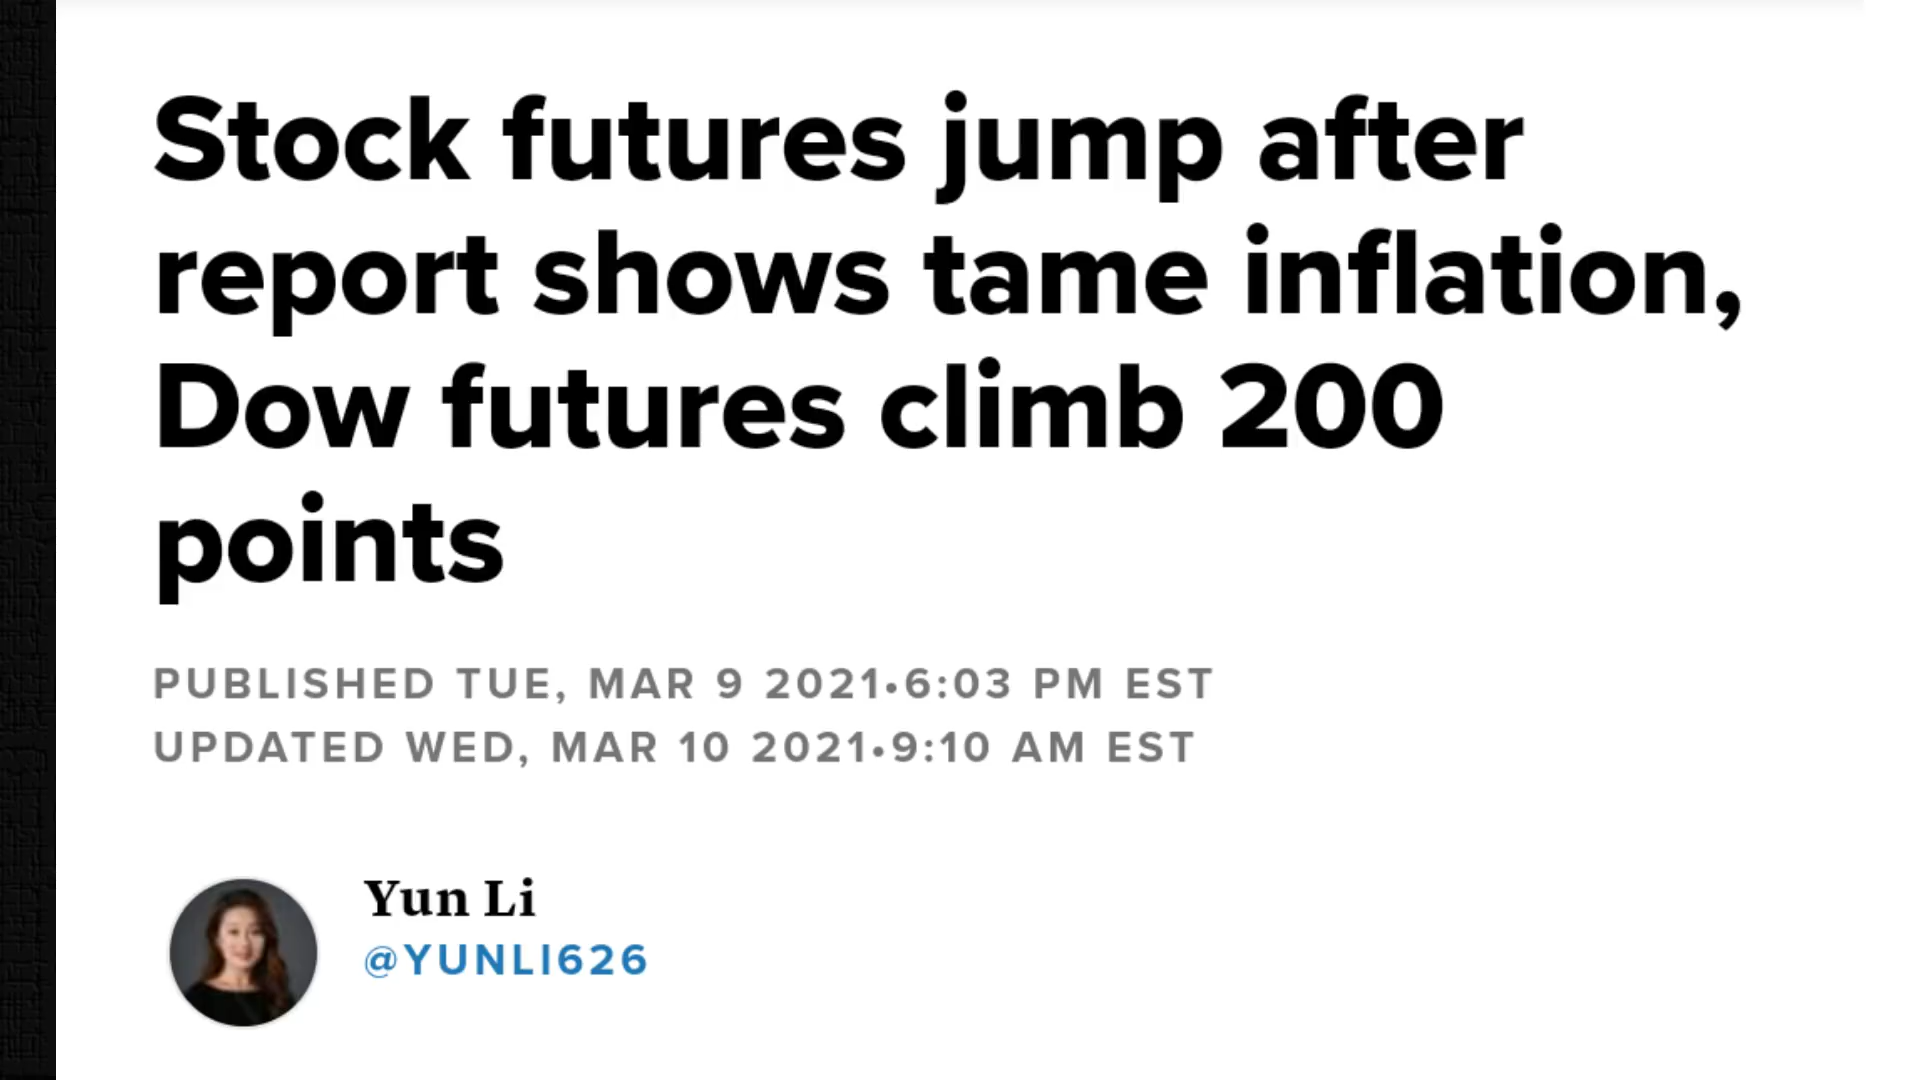 Stock futures jump after
report shows tame inflation,
Dow futures climb 200
points
PUBLISHED TUE, MAR 9 2021•6:03 PM EST
UPDATED WED, MAR 10 2021•9:10 AM EST
Yun Li
@YUNLI626